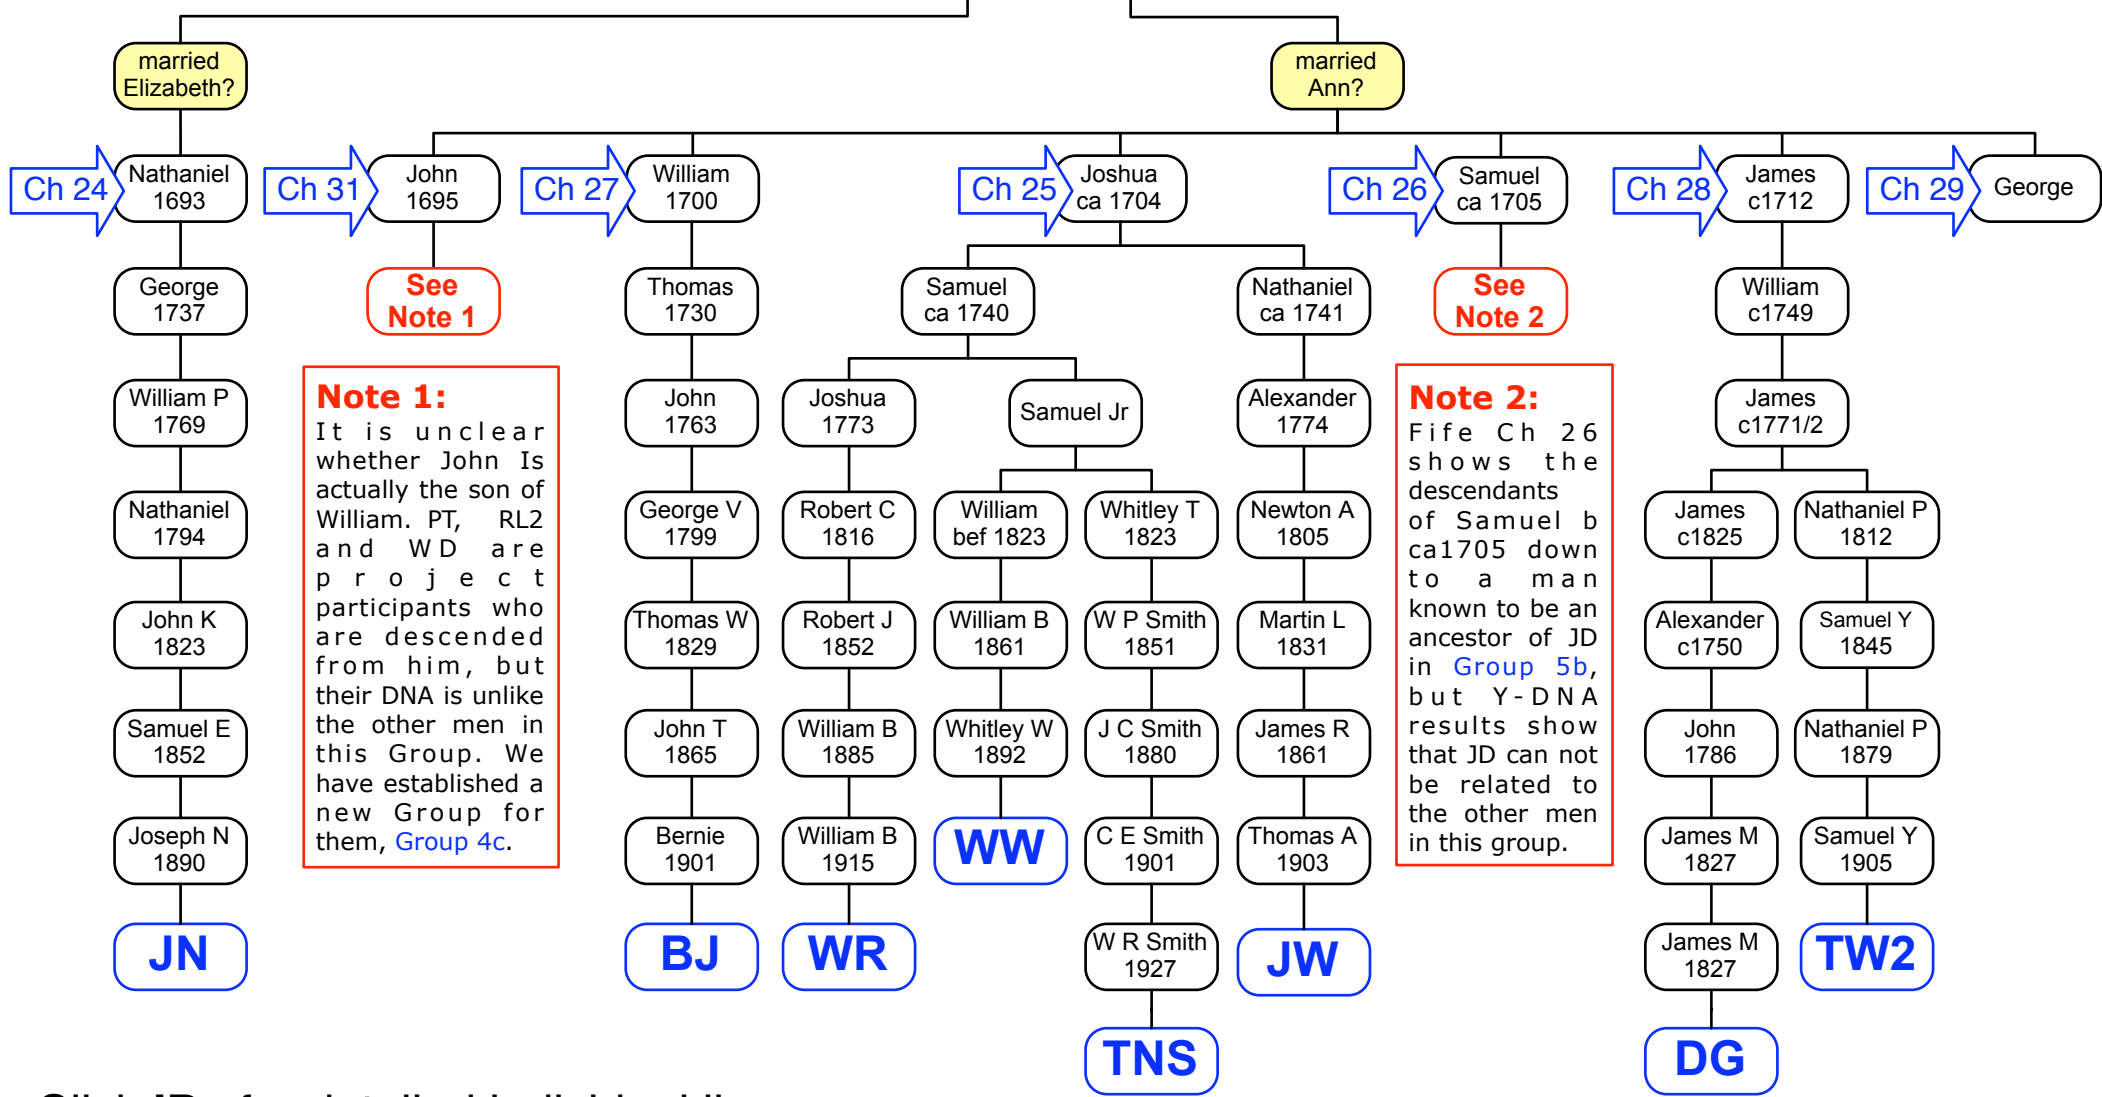 married
Elizabeth?
married
Ann?
Ch 24
Nathaniel
1693
Ch 31
John
1695
Ch 27
William
1700
Ch 25
Joshua
ca 1704
Ch 26
Samuel
ca 1705
Ch 28
James
c1712
Ch 29
George
George
1737
See
Note 1
Thomas
1730
Samuel
ca 1740
Nathaniel
ca 1741
See
Note 2
William
c1749
William P
1769
John
1763
Joshua
1773
Samuel Jr
Alexander
1774
James
c1771/2
Note 1:
It is unclear
whether John Is
actually the son of
William. PT, RL2
and WD are
project
participants who
are descended
from him, but
their DNA is unlike
the other men in
this Group. We
have established a
new Group for
them, Group 4c.
Note 2:
Fife Ch 26
shows the
descendants
of Samuel b
ca1705 down
to a man
known to be an
ancestor of JD
in Group 5b,
but Y-DNA
results show
that JD can not
be related to
the other men
in this group.
Nathaniel
1794
George V
1799
Robert C
1816
William
bef 1823
Whitley T
1823
Newton A
1805
James
c1825
Nathaniel P
1812
John K
1823
Thomas W
1829
Robert J
1852
William B
1861
W P Smith
1851
Martin L
1831
Alexander
c1750
Samuel Y
1845
Samuel E
1852
John T
1865
William B
1885
Whitley W
1892
J C Smith
1880
James R
1861
John
1786
Nathaniel P
1879
Joseph N
1890
Bernie
1901
William B
1915
WW
C E Smith
1901
Thomas A
1903
James M
1827
Samuel Y
1905
JN
BJ
WR
W R Smith
1927
JW
James M
1827
TW2
TNS
DG